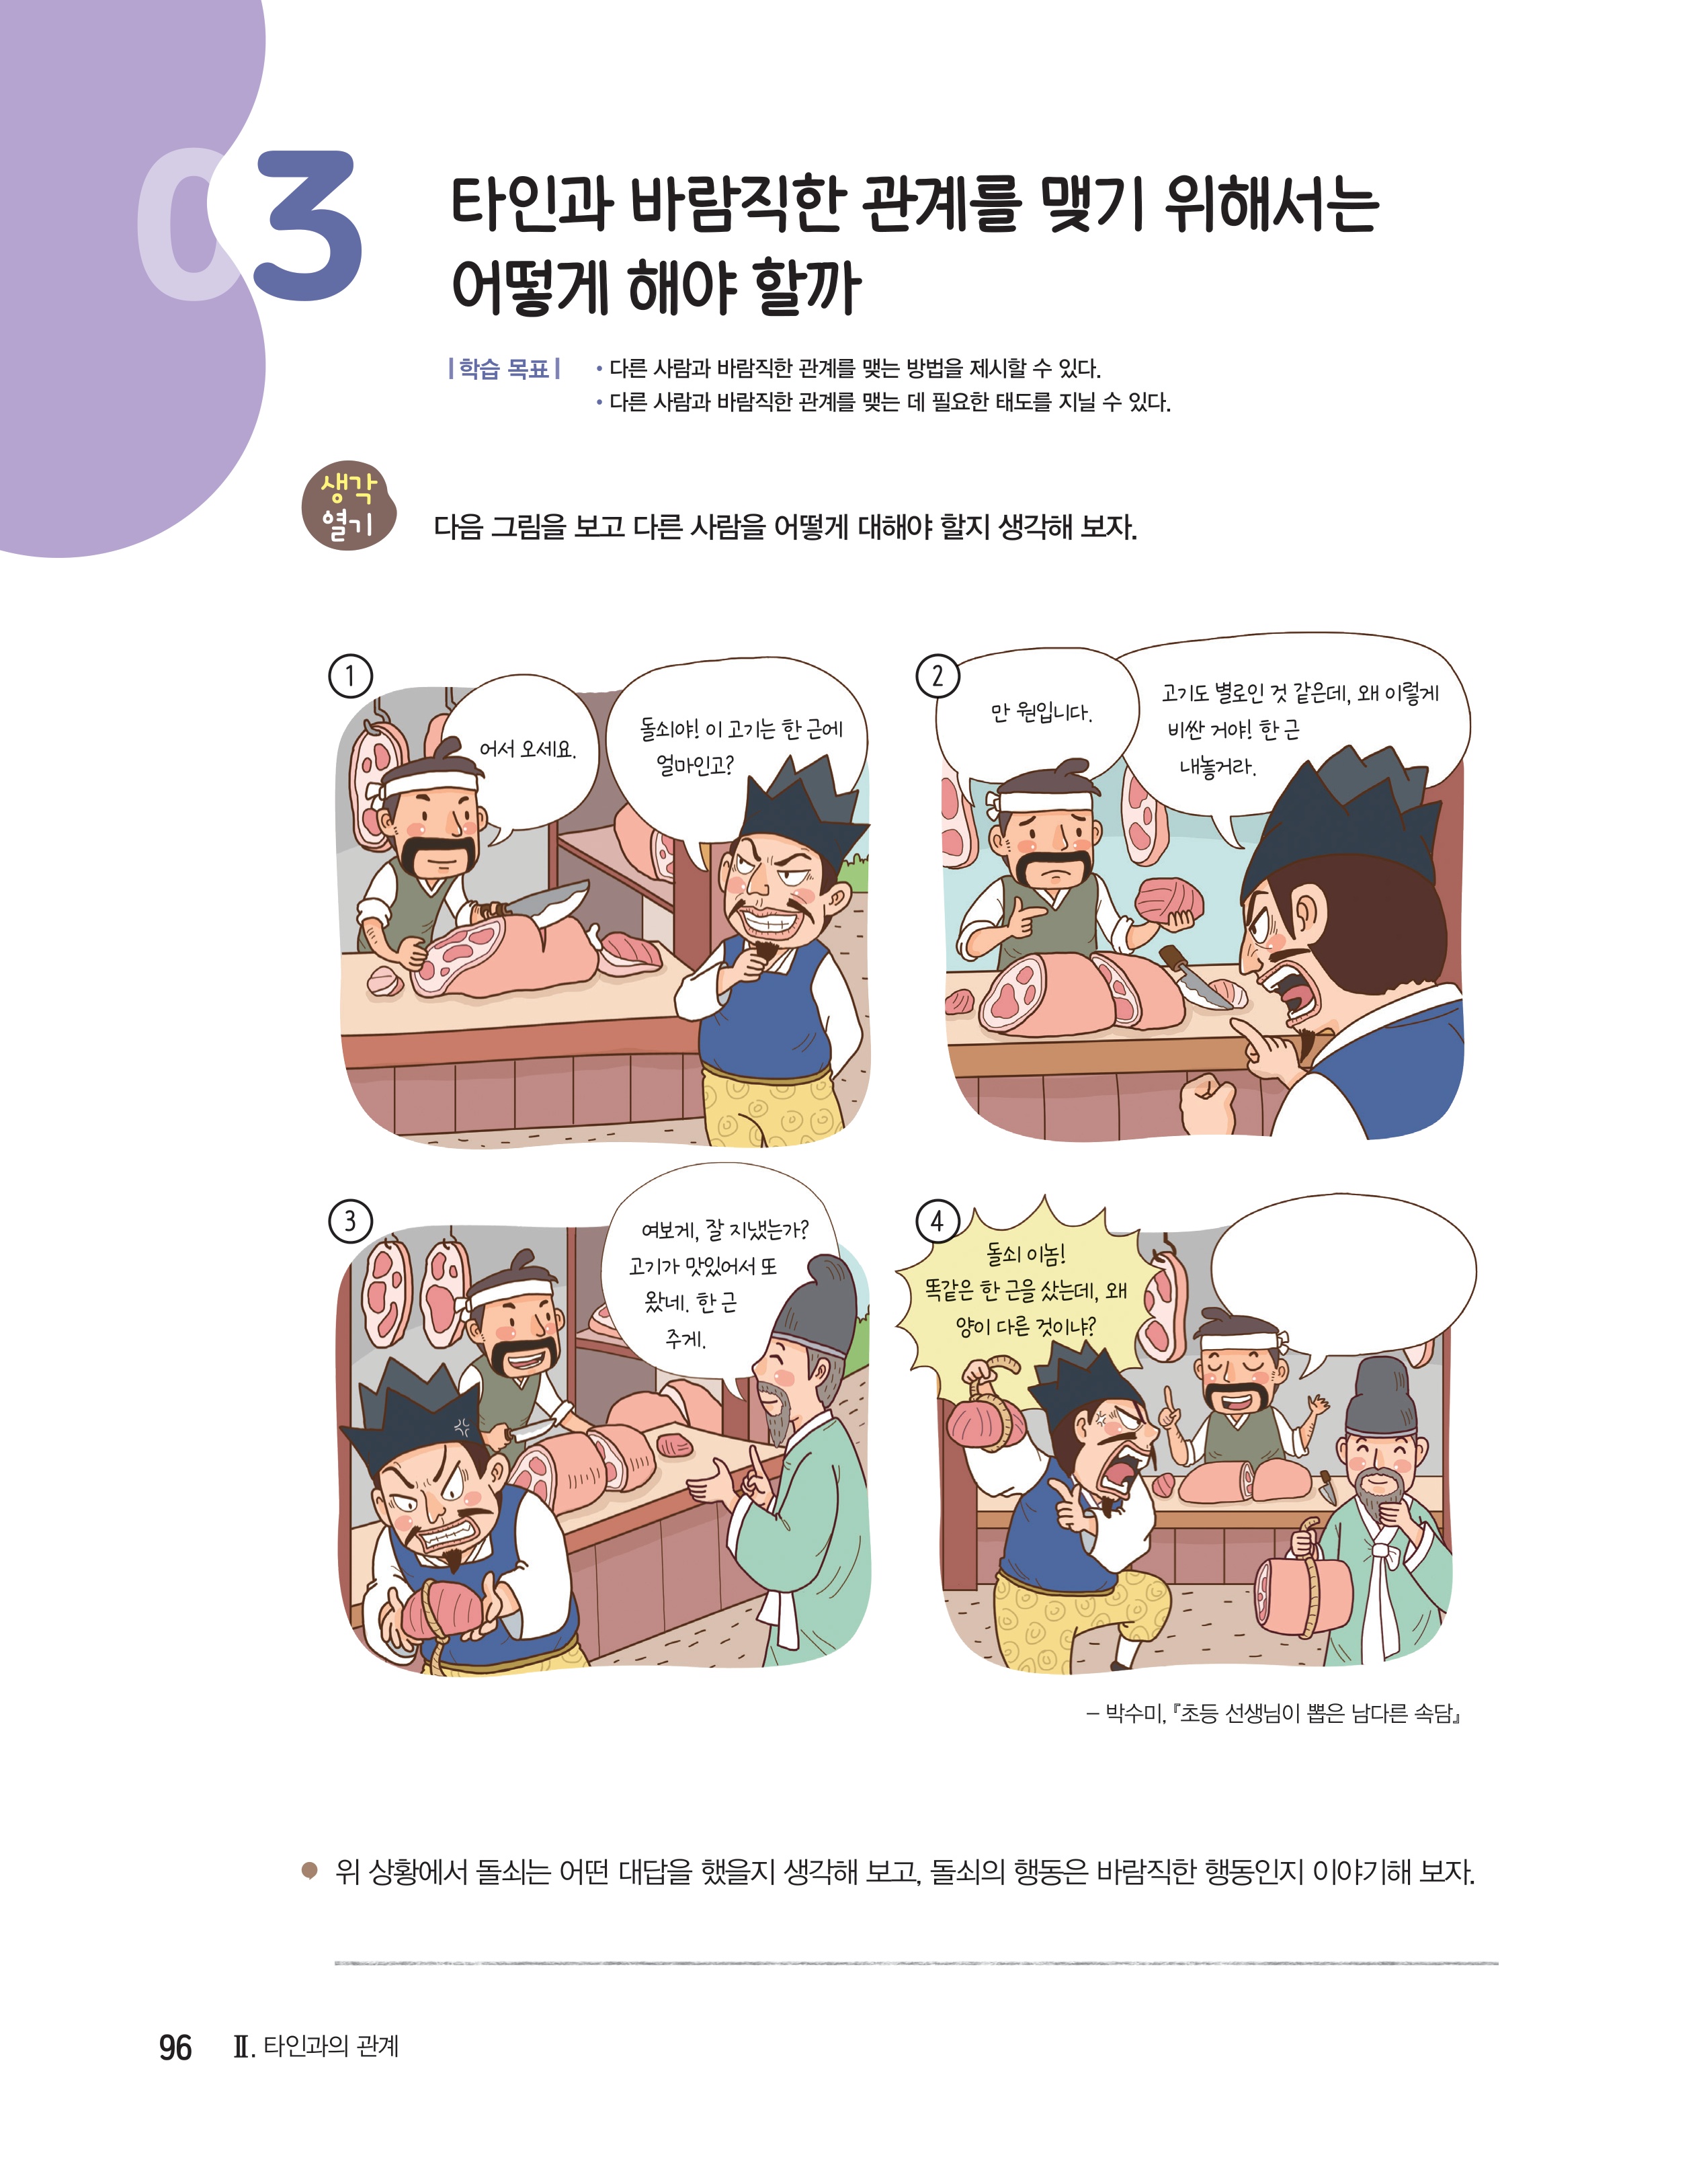 03
타인과 바람직한 관계를 맺기 위해서는
어떻게 해야 할까
|학습 목표|
• 다른 사람과 바람직한 관계를 맺는 방법을 제시할 수 있다.
• 다른 사람과 바람직한 관계를 맺는 데 필요한 태도를 지닐 수 있다.
생각
열기
다음 그림을 보고 다른 사람을 어떻게 대해야 할지 생각해 보자.
1
어서 오세요.
돌쇠야! 이 고기는 한 근에
얼마인고?
2
만 원입니다.
고기도 별로인 것 같은데, 왜 이렇게
비싼 거야! 한 근
내놓거라.
3
여보게, 잘 지냈는가?
고기가 맛있어서 또
왔네. 한 근
주게.
4
돌쇠 이놈!
똑같은 한 근을 샀는데, 왜
양이 다른 것이냐?
– 박수미, 『초등 선생님이 뽑은 남다른 속담』
위 상황에서 돌쇠는 어떤 대답을 했을지 생각해 보고, 돌쇠의 행동은 바람직한 행동인지 이야기해 보자.
96 Ⅱ. 타인과의 관계